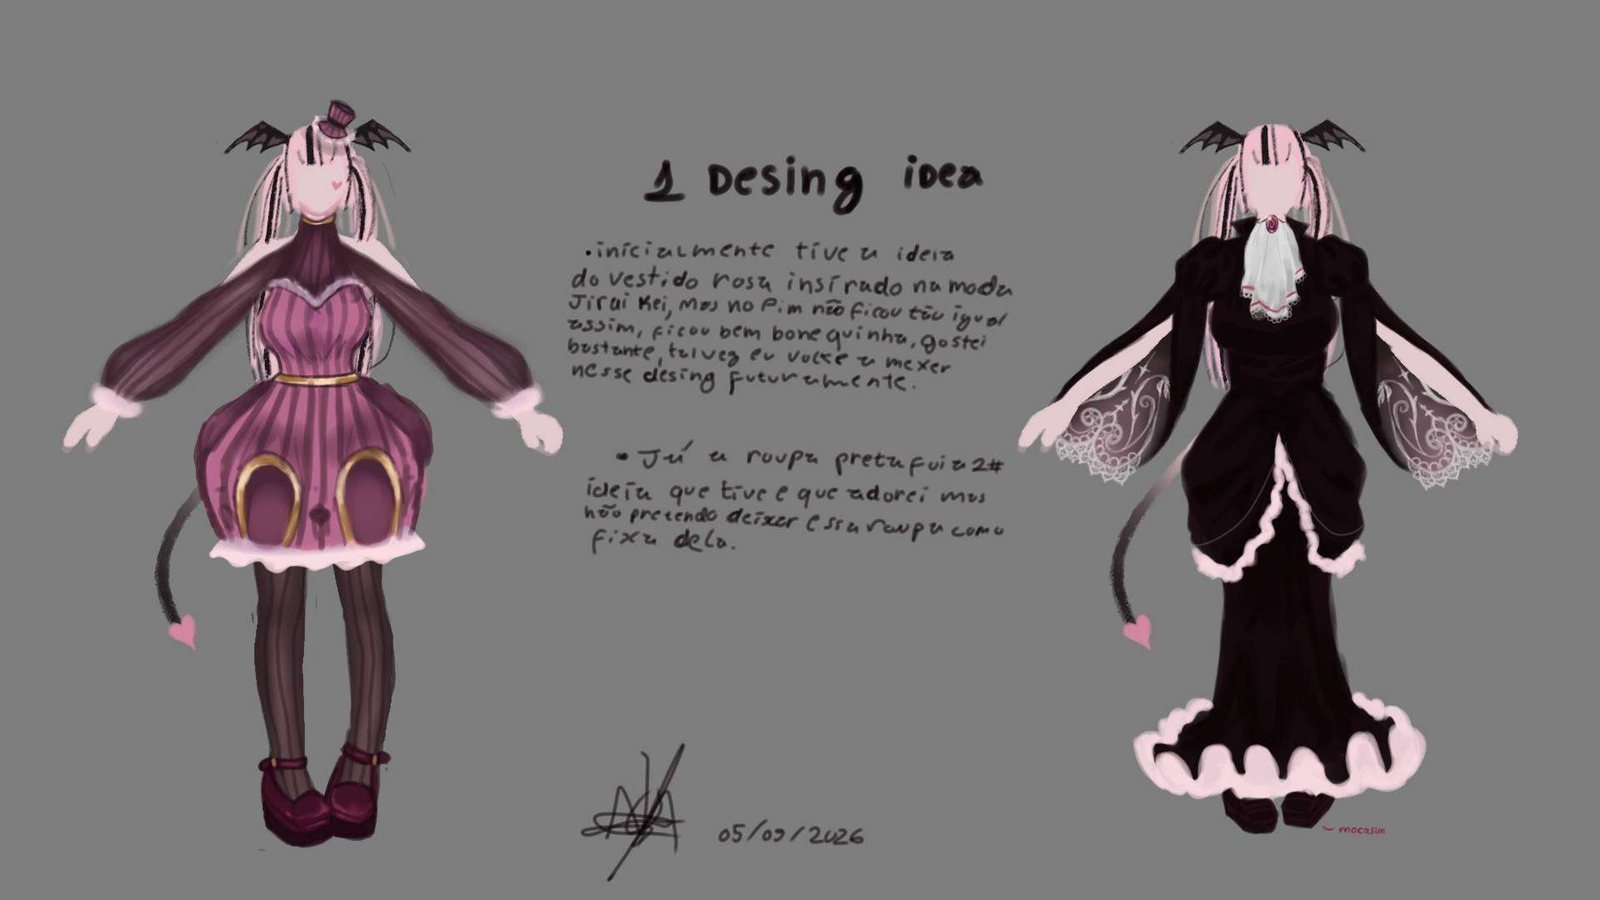 1 Desing idea
• inicialmente tive a ideia
do vestido rosa insirado na moda
Jirai Kei, mas no fim não ficou tão igual
assim, ficou bem bonequinha, gostei
bastante, talvez eu volte a mexer
nesse desing futuramente.
• Já a roupa preta foi a 2#
ideia que tive e que adorei mas
não pretendo deixar essa roupa como
fixa dela.
05/09/2026
mocasim